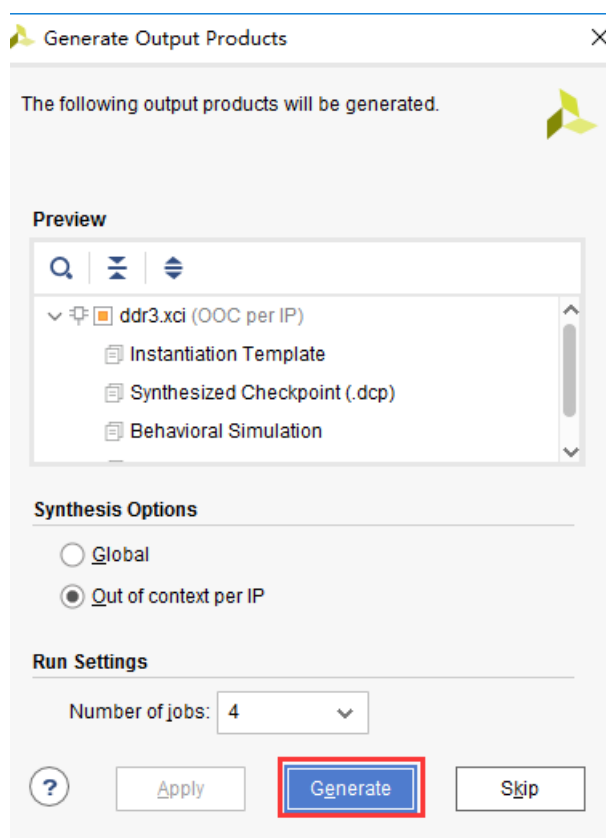 Generate Output Products
The following output products will be generated.
Preview
ddr3.xci (OOC per IP)
Instantiation Template
Synthesized Checkpoint (.dcp)
Behavioral Simulation
Synthesis Options
Global
Out of context per IP
Run Settings
Number of jobs: 4
? Apply Generate Skip